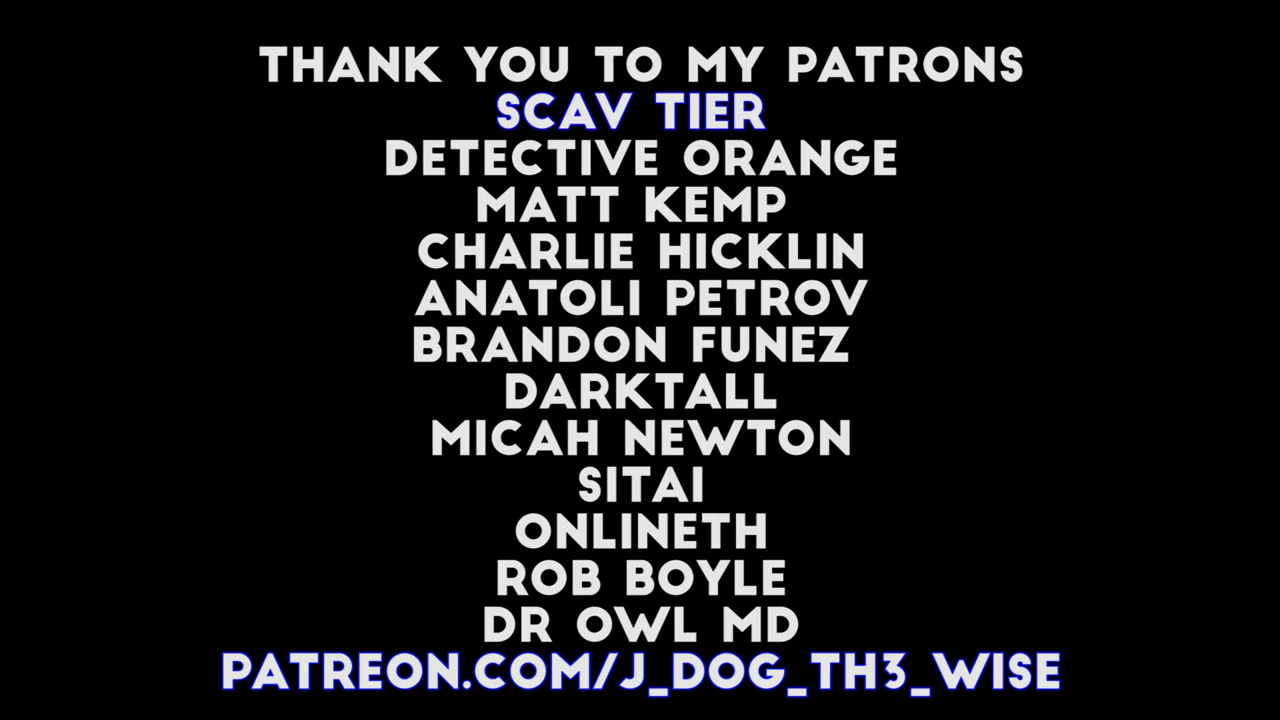 THANK YOU TO MY PATRONS
SCAV TIER
DETECTIVE ORANGE
MATT KEMP
CHARLIE HICKLIN
ANATOLI PETROV
BRANDON FUNEZ
DARKTALL
MICAH NEWTON
SITAI
ONLINETH
ROB BOYLE
DR OWL MD
PATREON.COM/J_DOG_TH3_WISE